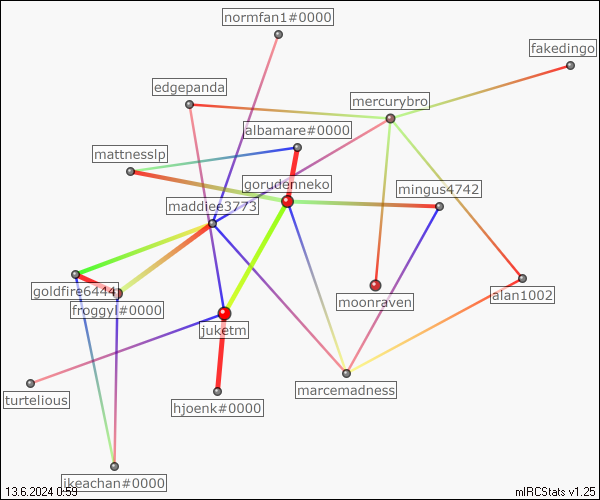 normfan1#0000
fakedingo
edgepanda
mercurybro
albamare#0000
mattnesslp
gorudenneko
mingus4742
maddiee3773
goldfire6444
froggyl#0000
moonraven
alan1002
juketm
marcemadness
turtelious
hjoenk#0000
ikeachan#0000
13.6.2024 0:59
mIRCStats v1.25